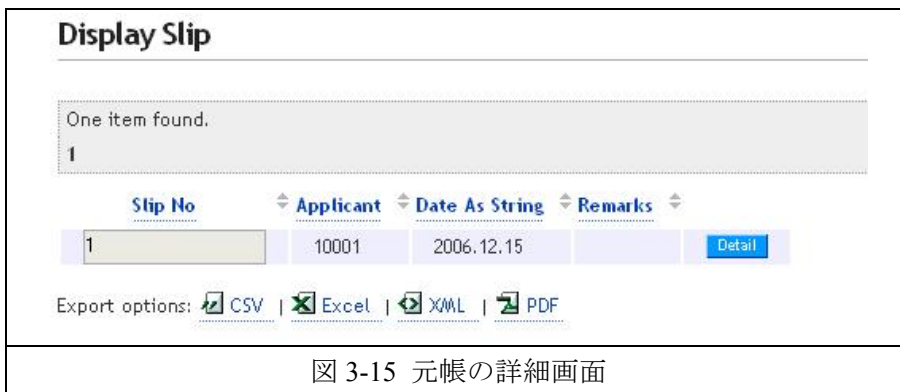 Display Slip
One item found.
1
Slip No Applicant Date As String Remarks
1 10001 2006.12.15 Detail
Export options: CSV | Excel | XML | PDF
図 3-15 元帳の詳細画面